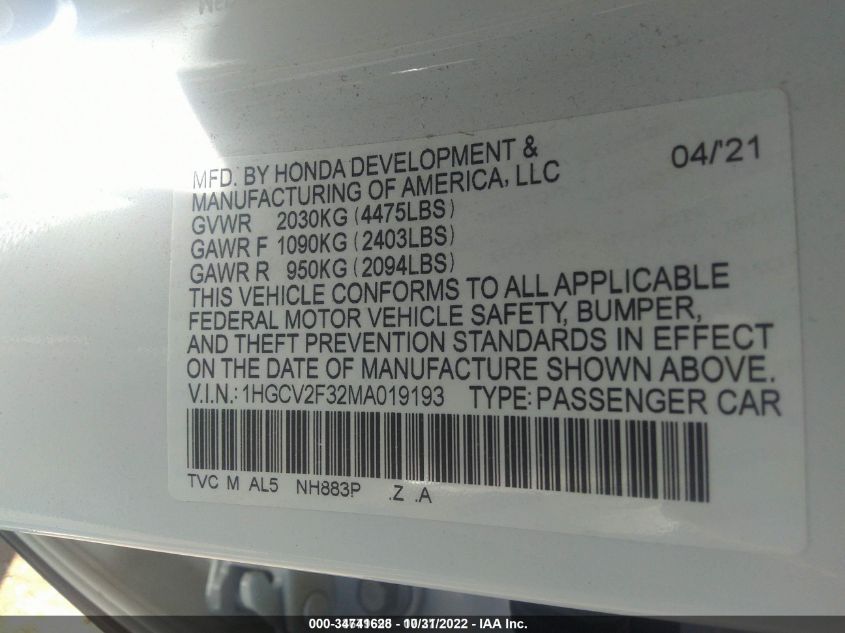 MFD. BY HONDA DEVELOPMENT & 04/'21
MANUFACTURING OF AMERICA, LLC
GVWR 2030KG (4475LBS)
GAWR F 1090KG (2403LBS)
GAWR R 950KG (2094LBS)
THIS VEHICLE CONFORMS TO ALL APPLICABLE
FEDERAL MOTOR VEHICLE SAFETY, BUMPER,
AND THEFT PREVENTION STANDARDS IN EFFECT
ON THE DATE OF MANUFACTURE SHOWN ABOVE.
V.I.N.: 1HGCV2F32MA019193 TYPE: PASSENGER CAR
TVC M AL5 NH883P .Z .A
10/31/2022 - IAA Inc.